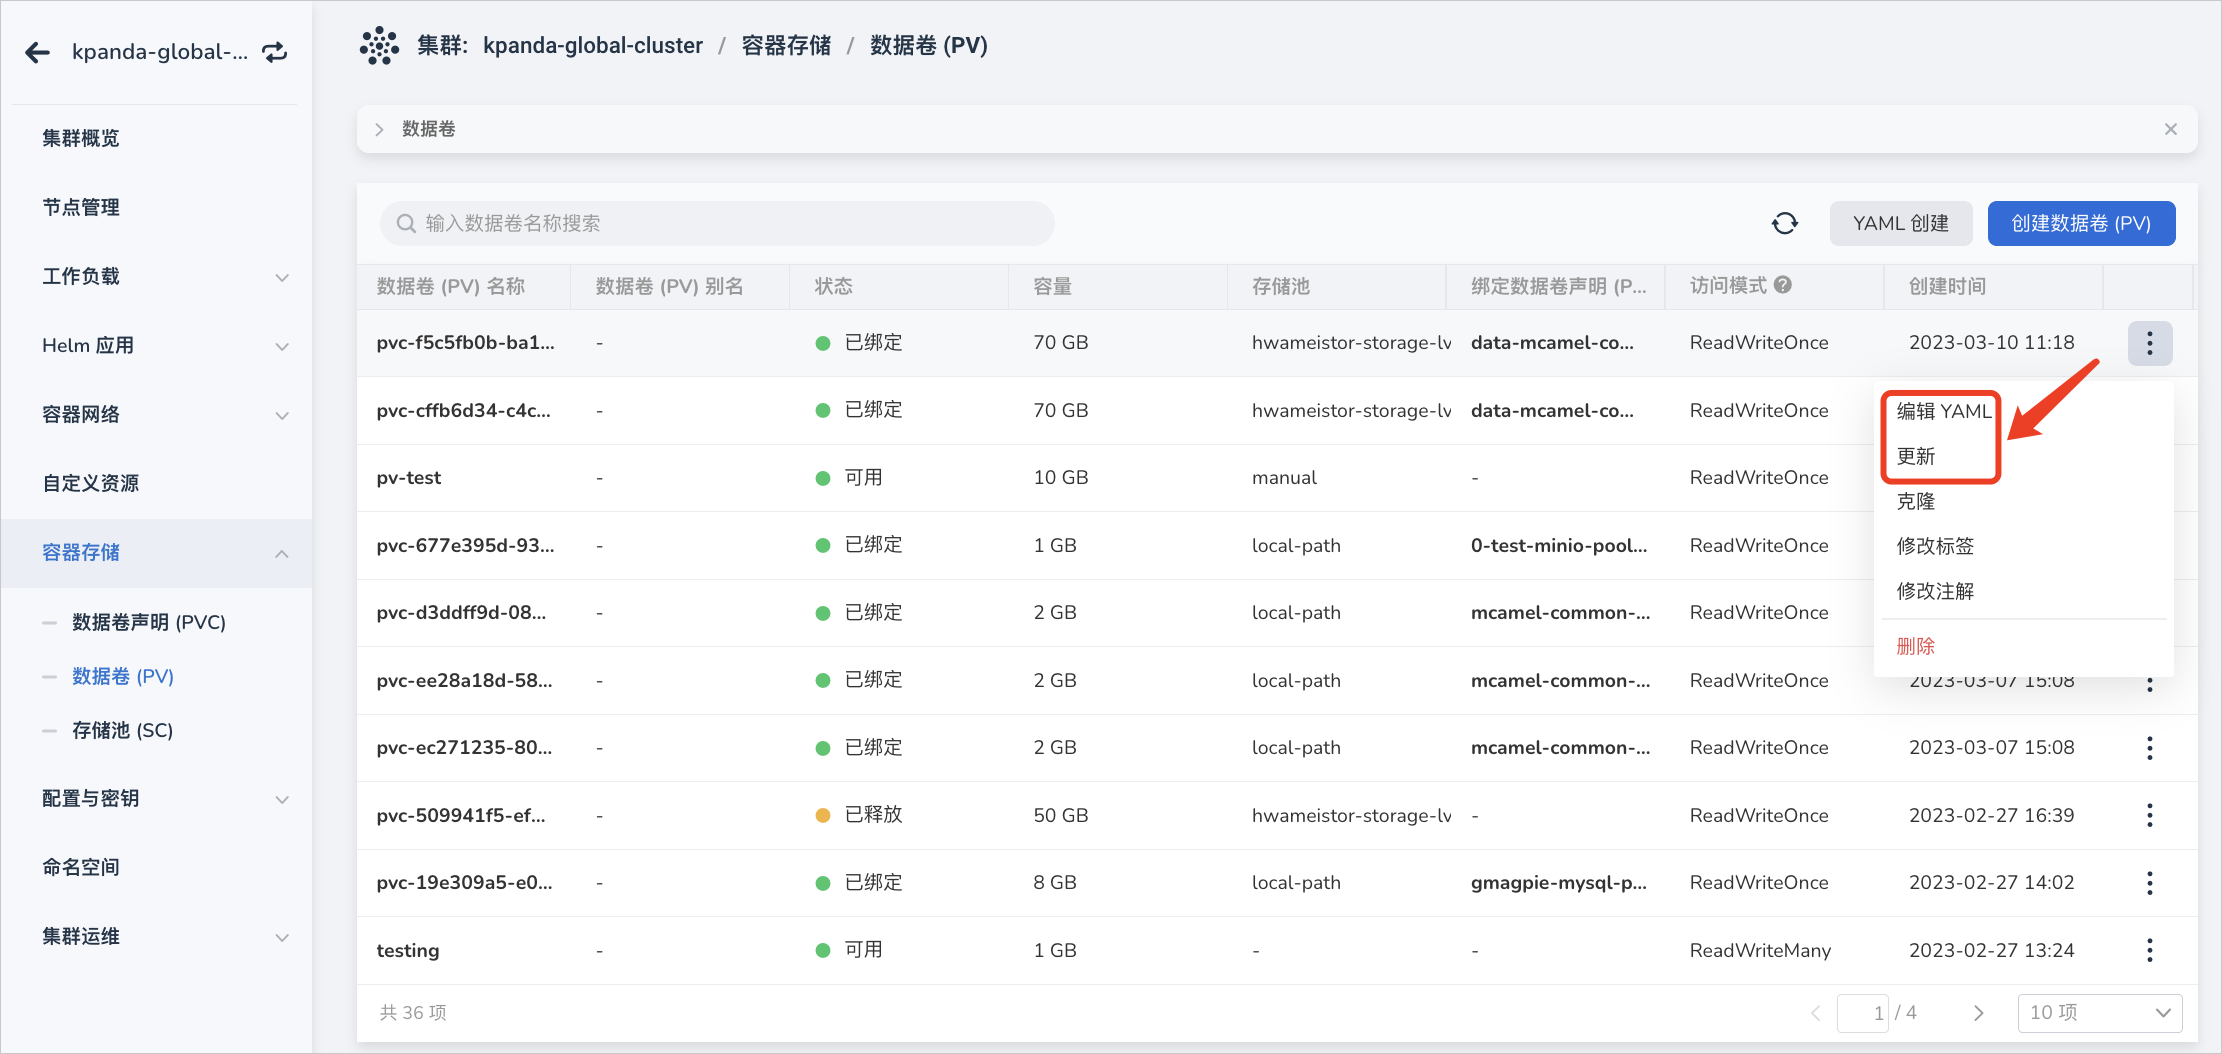 kpanda-global-...
集群概览
节点管理
工作负载
Helm 应用
容器网络
自定义资源
容器存储
数据卷声明 (PVC)
数据卷 (PV)
存储池 (SC)
配置与密钥
命名空间
集群运维
集群: kpanda-global-cluster / 容器存储 / 数据卷 (PV)
数据卷
输入数据卷名称搜索
YAML 创建
创建数据卷 (PV)
数据卷 (PV) 名称 数据卷 (PV) 别名 状态 容量 存储池 绑定数据卷声明 (P... 访问模式 创建时间
pvc-f5c5fb0b-ba1... - 已绑定 70 GB hwameistor-storage-lv data-mcamel-co... ReadWriteOnce 2023-03-10 11:18
pvc-cffb6d34-c4c... - 已绑定 70 GB hwameistor-storage-lv data-mcamel-co... ReadWriteOnce
pv-test - 可用 10 GB manual - ReadWriteOnce
pvc-677e395d-93... - 已绑定 1 GB local-path 0-test-minio-pool... ReadWriteOnce
pvc-d3ddff9d-08... - 已绑定 2 GB local-path mcamel-common-... ReadWriteOnce
pvc-ee28a18d-58... - 已绑定 2 GB local-path mcamel-common-... ReadWriteOnce 2023-03-07 15:08
pvc-ec271235-80... - 已绑定 2 GB local-path mcamel-common-... ReadWriteOnce 2023-03-07 15:08
pvc-509941f5-ef... - 已释放 50 GB hwameistor-storage-lv - ReadWriteOnce 2023-02-27 16:39
pvc-19e309a5-e0... - 已绑定 8 GB local-path gmagpie-mysql-p... ReadWriteOnce 2023-02-27 14:02
testing - 可用 1 GB - - ReadWriteMany 2023-02-27 13:24
编辑 YAML
更新
克隆
修改标签
修改注解
删除
共 36 项
1 / 4
10 项